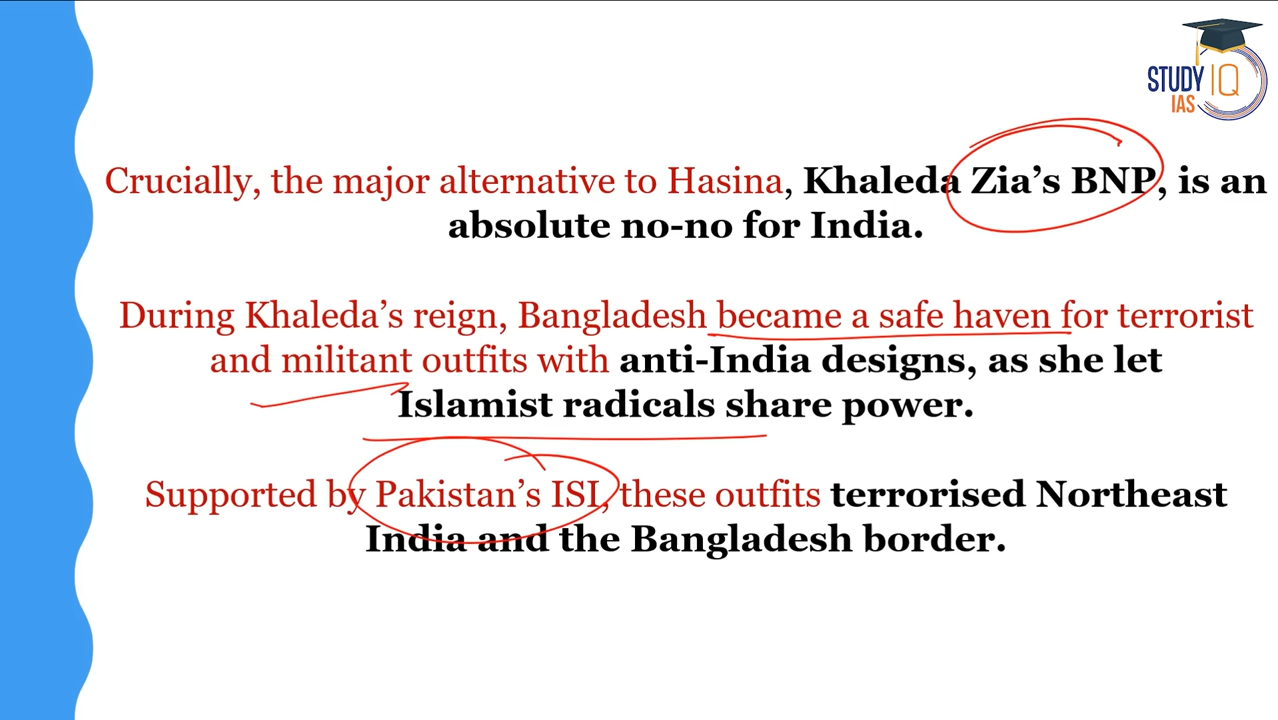 STUDY IQ
IAS
Crucially, the major alternative to Hasina, Khaleda Zia’s BNP, is an
absolute no-no for India.
During Khaleda’s reign, Bangladesh became a safe haven for terrorist
and militant outfits with anti-India designs, as she let
Islamist radicals share power.
Supported by Pakistan’s ISI, these outfits terrorised Northeast
India and the Bangladesh border.